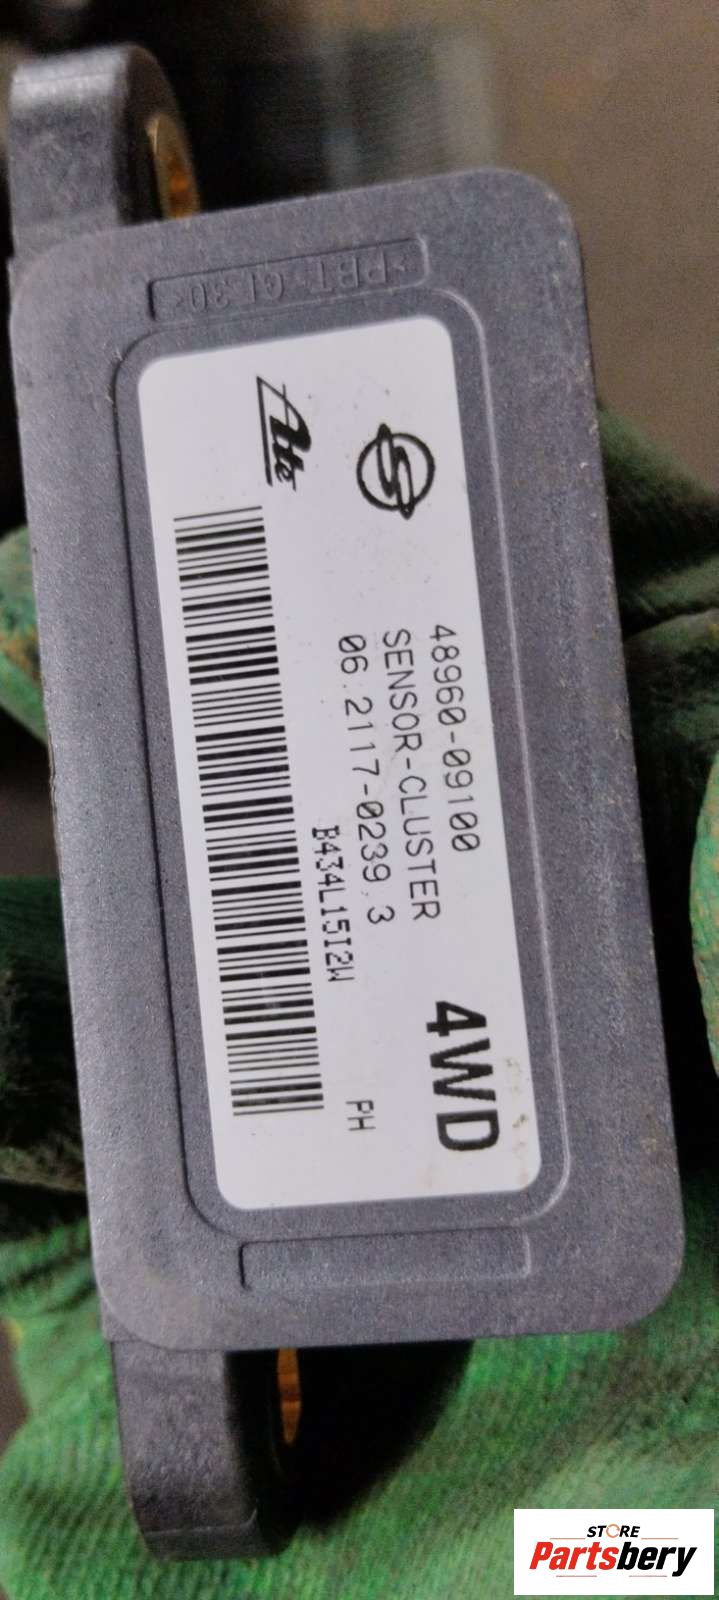 >PBT-GF30<
Ate
48960-09100
SENSOR-CLUSTER
06.2117-0239.3
B434L15I2W
4WD
PH
STORE
Partsbery